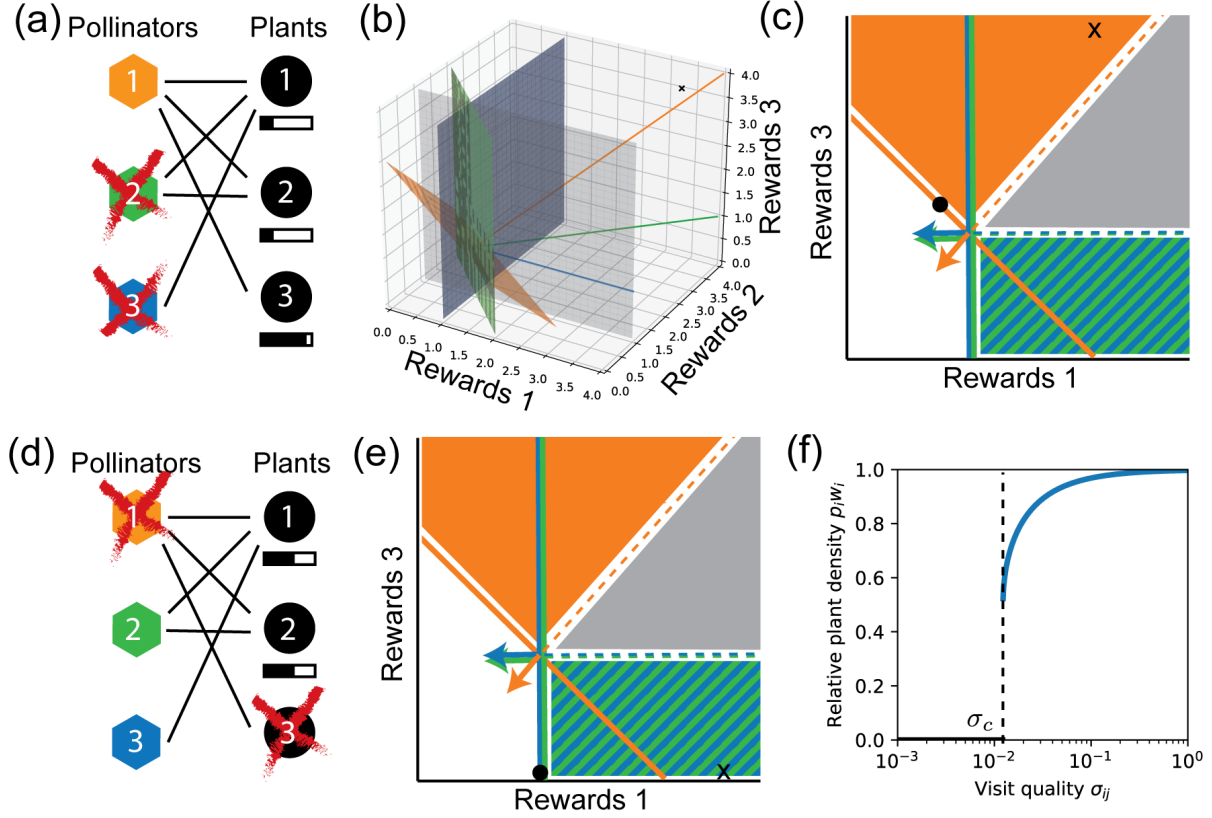 (a)
Pollinators
Plants
1
2
3
1
2
3
(b)
0.0
0.5
1.0
1.5
2.0
2.5
3.0
3.5
4.0
Rewards 1
0.0
0.5
1.0
1.5
2.0
2.5
3.0
3.5
4.0
Rewards 2
4.0
3.5
3.0
2.5
2.0
1.5
1.0
0.5
0.0
Rewards 3
x
(c)
Rewards 3
x
Rewards 1
(d)
Pollinators
Plants
1
2
3
1
2
3
(e)
Rewards 3
x
Rewards 1
(f)
Relative plant density pᵢwᵢ
1.0
0.8
0.6
0.4
0.2
0.0
σ_c
10⁻³
10⁻²
10⁻¹
10⁰
Visit quality σᵢⱼ